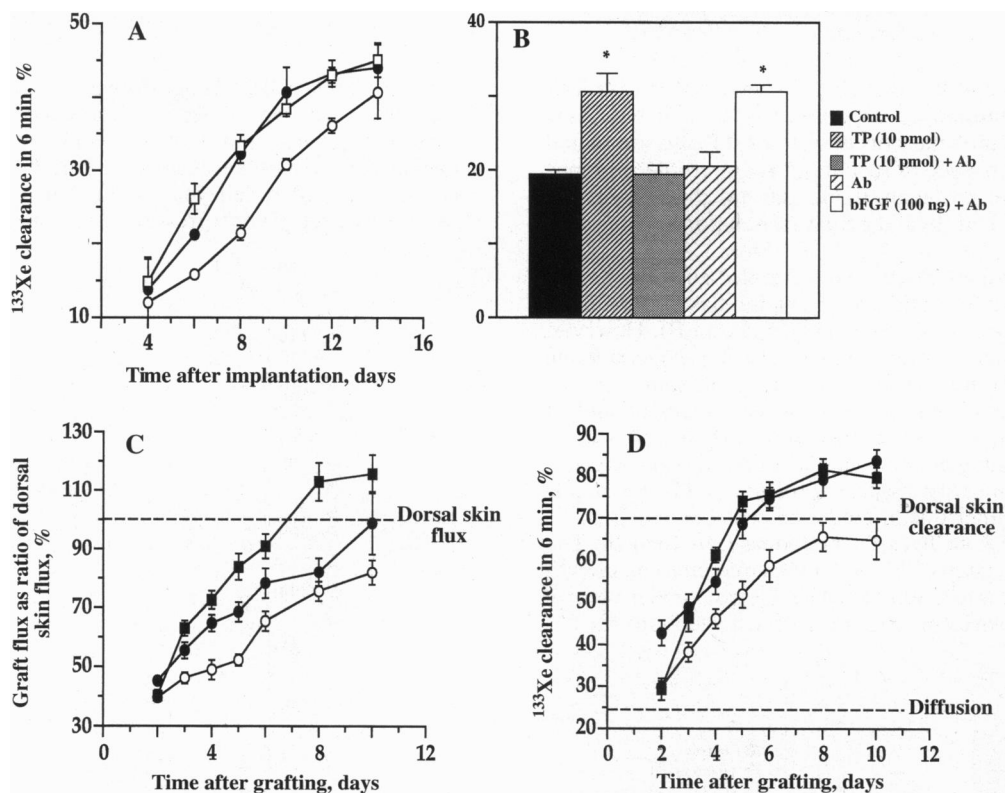 A
50
30
10
4
8
12
16
¹³³Xe clearance in 6 min, %
Time after implantation, days
B
40
20
0
*
*
Control
TP (10 pmol)
TP (10 pmol) + Ab
Ab
bFGF (100 ng) + Ab
C
130
110
90
70
50
30
0
4
8
12
Graft flux as ratio of dorsal
skin flux, %
Time after grafting, days
Dorsal skin
flux
D
90
80
70
60
50
40
30
20
0
2
4
6
8
10
12
¹³³Xe clearance in 6 min, %
Time after grafting, days
Dorsal skin
clearance
Diffusion